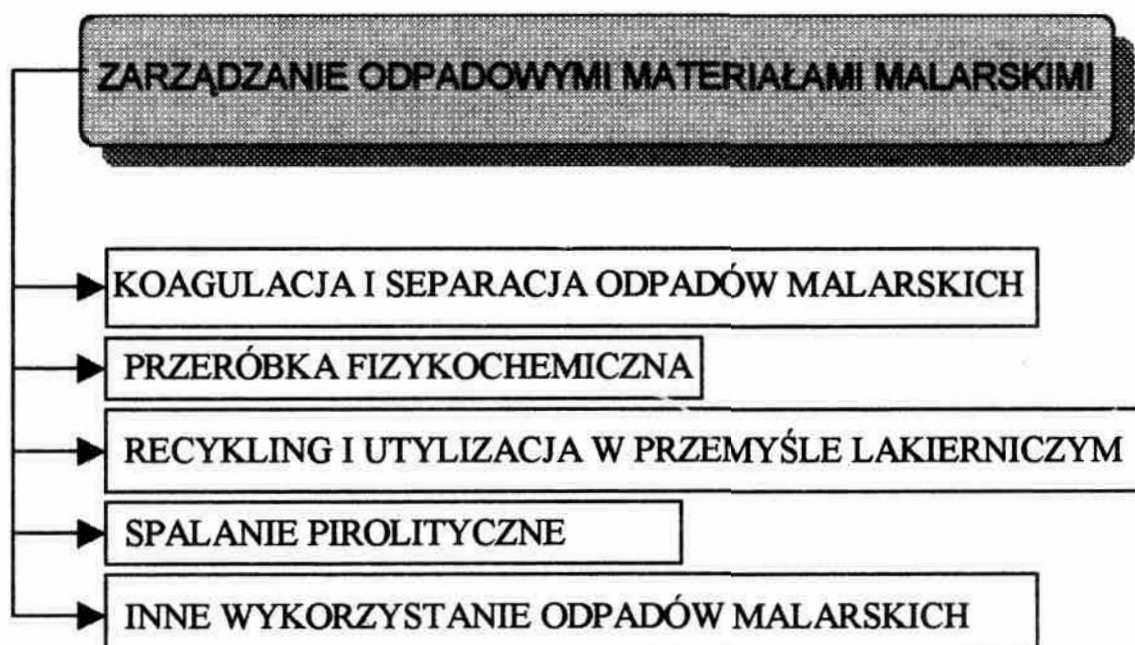 ZARZĄDZANIE ODPADOWYMI MATERIAŁAMI MALARSKIMI
KOAGULACJA I SEPARACJA ODPADÓW MALARSKICH
PRZERÓBKA FIZYKOCHEMICZNA
RECYKLING I UTYLIZACJA W PRZEMYŚLE LAKIERNICZYM
SPALANIE PIROLITYCZNE
INNE WYKORZYSTANIE ODPADÓW MALARSKICH